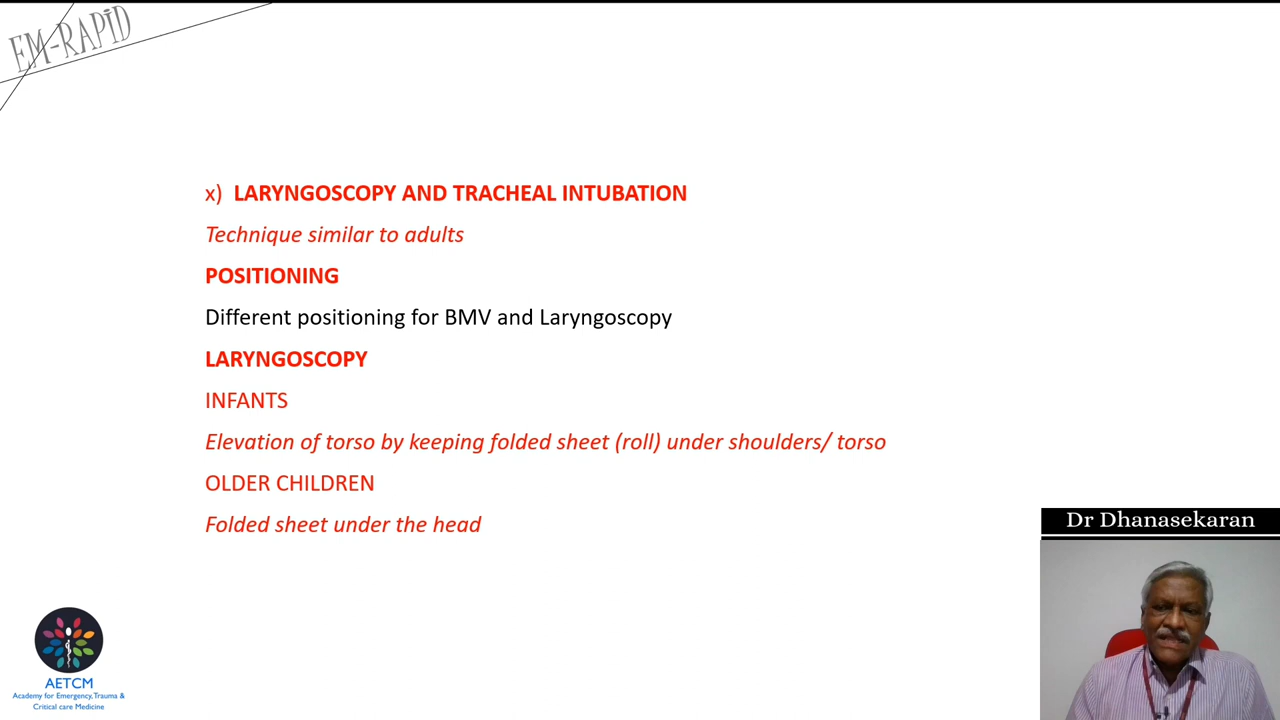 EM-RAPiD
x) LARYNGOSCOPY AND TRACHEAL INTUBATION
Technique similar to adults
POSITIONING
Different positioning for BMV and Laryngoscopy
LARYNGOSCOPY
INFANTS
Elevation of torso by keeping folded sheet (roll) under shoulders/ torso
OLDER CHILDREN
Folded sheet under the head
Dr Dhanasekaran
AETCM
Academy for Emergency,Trauma &
Critical care Medicine